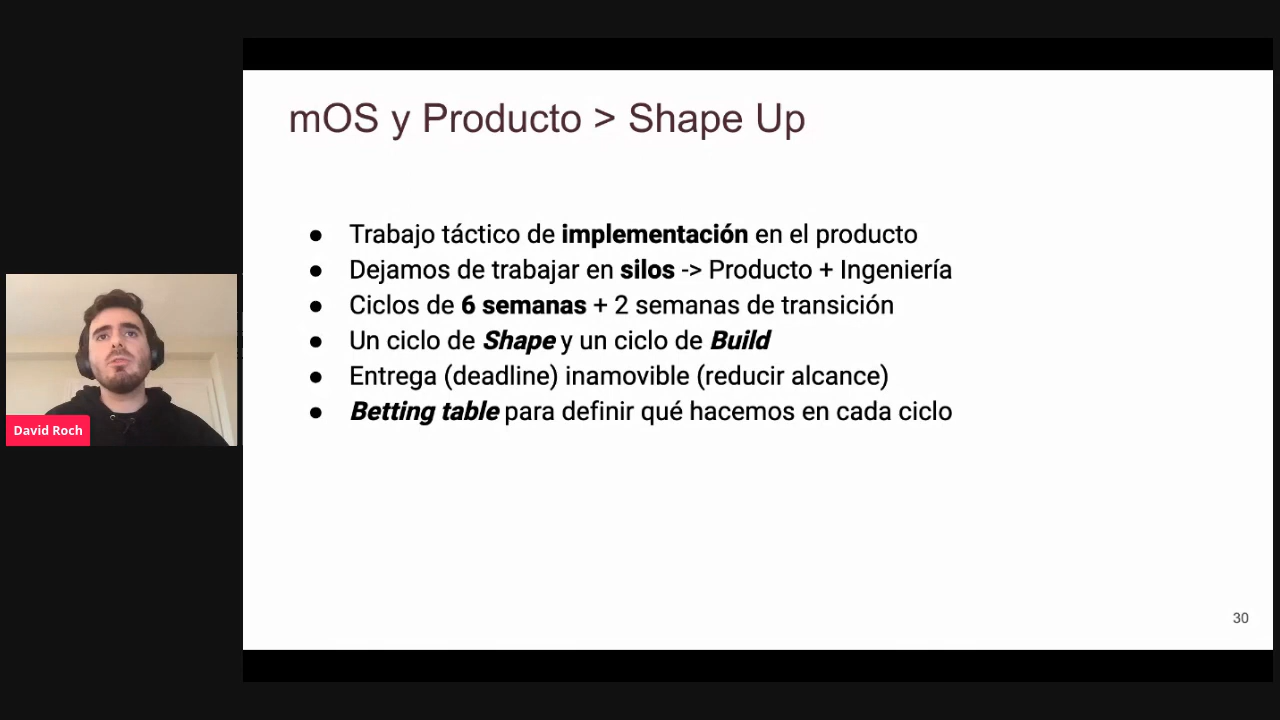 mOS y Producto > Shape Up
● Trabajo táctico de implementación en el producto
● Dejamos de trabajar en silos -> Producto + Ingeniería
● Ciclos de 6 semanas + 2 semanas de transición
● Un ciclo de Shape y un ciclo de Build
● Entrega (deadline) inamovible (reducir alcance)
● Betting table para definir qué hacemos en cada ciclo
David Roch
30